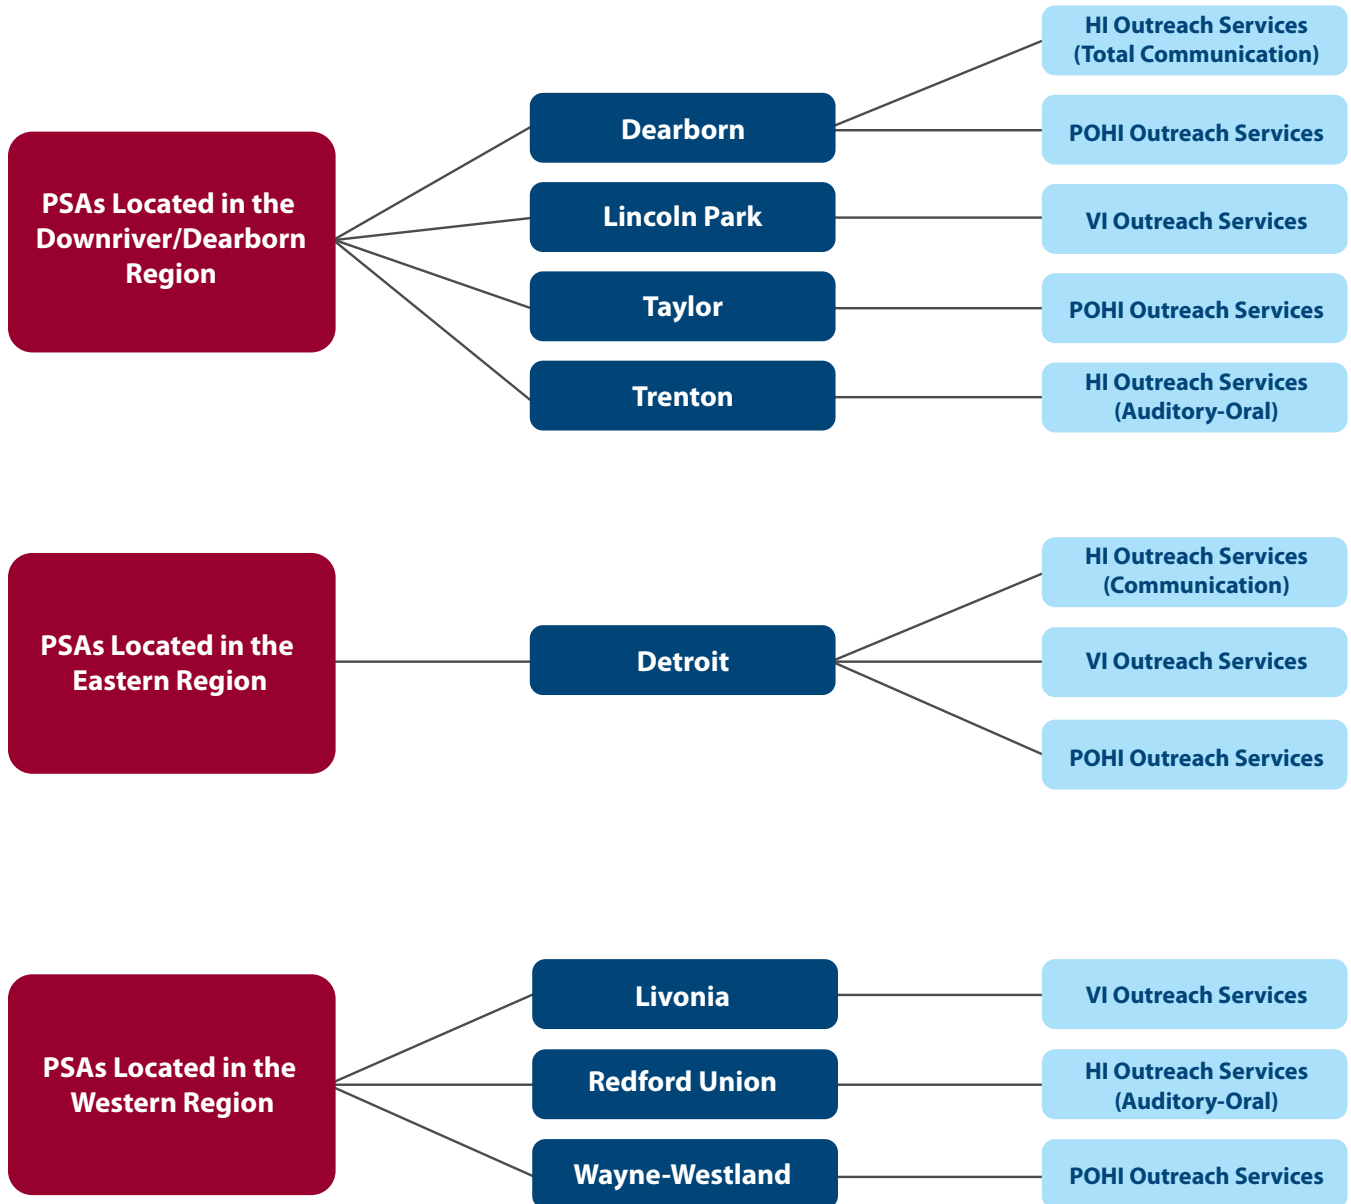 PSAs Located in the
Downriver/Dearborn
Region
Dearborn
HI Outreach Services
(Total Communication)
POHI Outreach Services
Lincoln Park
VI Outreach Services
Taylor
POHI Outreach Services
Trenton
HI Outreach Services
(Auditory-Oral)
PSAs Located in the
Eastern Region
Detroit
HI Outreach Services
(Communication)
VI Outreach Services
POHI Outreach Services
PSAs Located in the
Western Region
Livonia
VI Outreach Services
Redford Union
HI Outreach Services
(Auditory-Oral)
Wayne-Westland
POHI Outreach Services